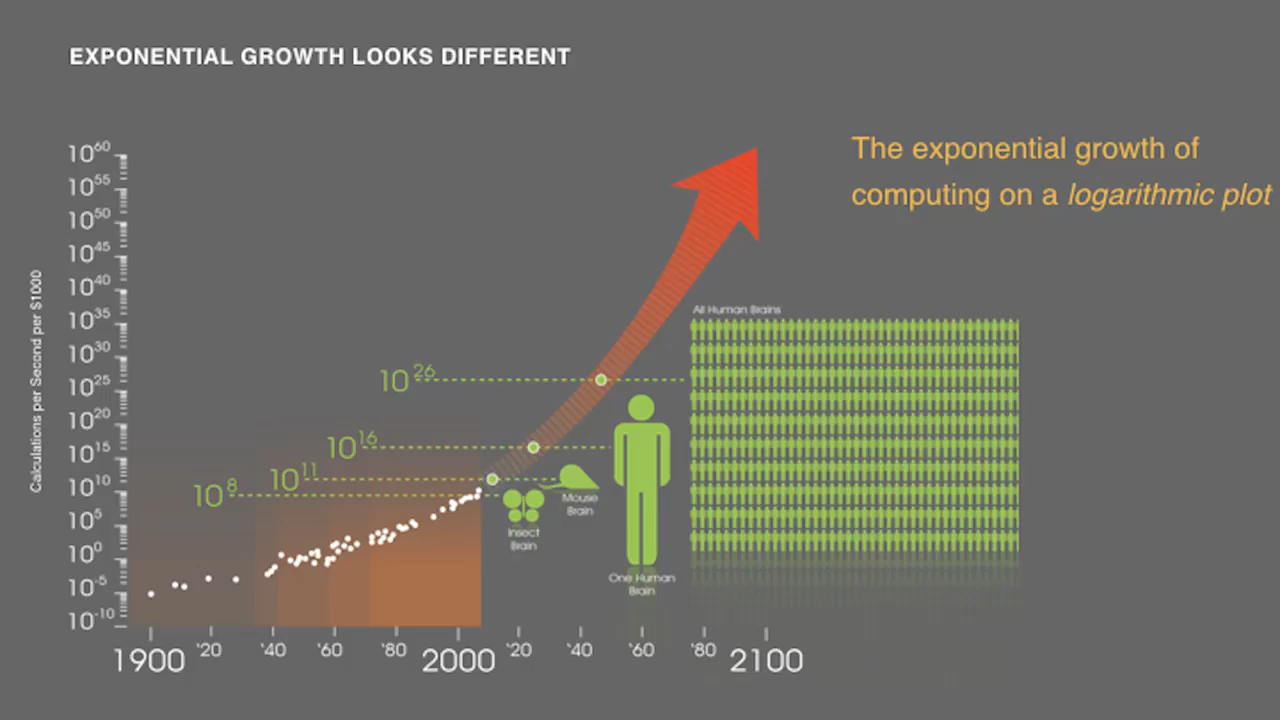 EXPONENTIAL GROWTH LOOKS DIFFERENT
The exponential growth of
computing on a logarithmic plot
Calculations per Second per $1000
10^60
10^55
10^50
10^45
10^40
10^35
10^30
10^25
10^20
10^15
10^10
10^5
10^0
10^-5
10^-10
10^26
10^16
10^11
10^8
All Human Brains
Mouse
Brain
Insect
Brain
One Human
Brain
1900 '20 '40 '60 '80 2000 '20 '40 '60 '80 2100